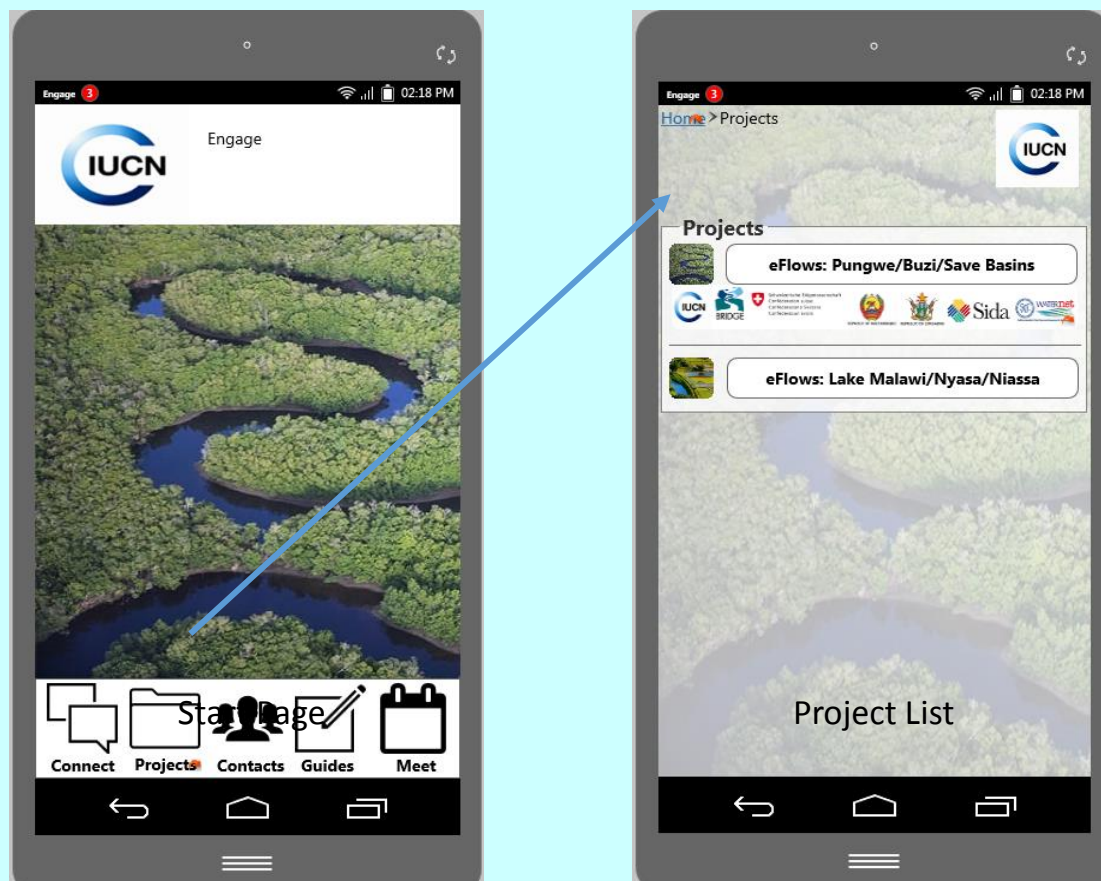 Engage 3
02:18 PM
IUCN
Engage
Start Page
Connect Projects Contacts Guides Meet
Engage 3
02:18 PM
Home > Projects
IUCN
Projects
eFlows: Pungwe/Buzi/Save Basins
IUCN BRIDGE Sida WATERnet
eFlows: Lake Malawi/Nyasa/Niassa
Project List